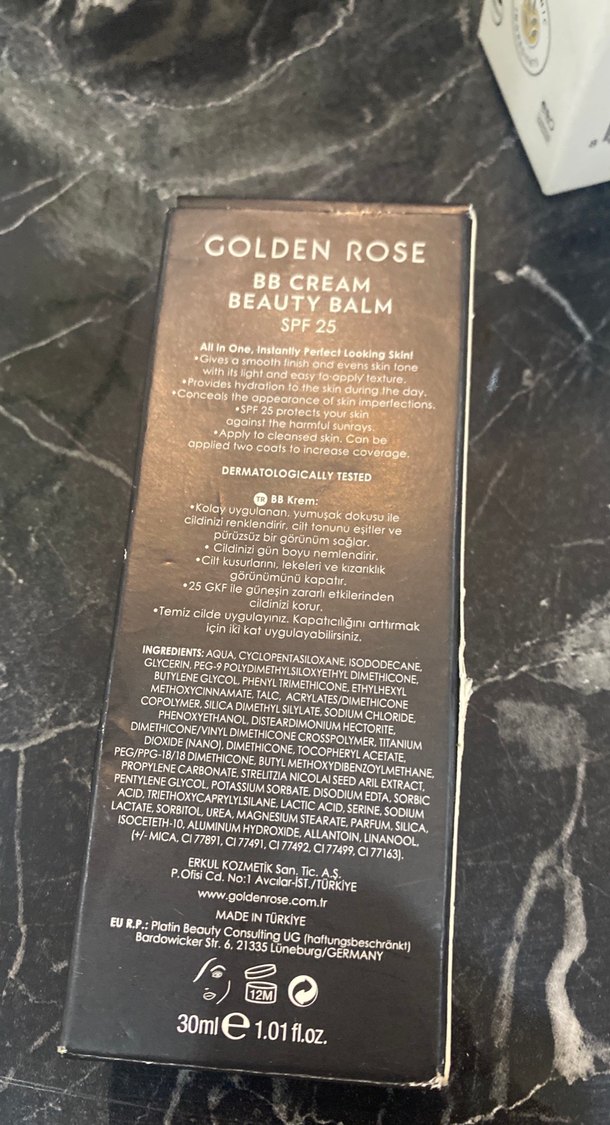 GOLDEN ROSE
BB CREAM
BEAUTY BALM
SPF 25
All in One, Instantly Perfect Looking Skin!
•Gives a smooth finish and evens skin tone
with its light and easy-to-apply texture.
•Provides hydration to the skin during the day.
•Conceals the appearance of skin imperfections.
•SPF 25 protects your skin
against the harmful sunrays.
•Apply to cleansed skin. Can be
applied two coats to increase coverage.
DERMATOLOGICALLY TESTED
TR BB Krem:
•Kolay uygulanan, yumuşak dokusu ile
cildinizi renklendirir, cilt tonunu eşitler ve
pürüzsüz bir görünüm sağlar.
• Cildinizi gün boyu nemlendirir.
•Cilt kusurlarını, lekeleri ve kızarıklık
görünümünü kapatır.
•25 GKF ile güneşin zararlı etkilerinden
cildinizi korur.
•Temiz cilde uygulayınız. Kapatıcılığını arttırmak
için iki kat uygulayabilirsiniz.
INGREDIENTS: AQUA, CYCLOPENTASILOXANE, ISODODECANE,
GLYCERIN, PEG-9 POLYDIMETHYLSILOXYETHYL DIMETHICONE,
BUTYLENE GLYCOL, PHENYL TRIMETHICONE, ETHYLHEXYL
METHOXYCINNAMATE, TALC, ACRYLATES/DIMETHICONE
COPOLYMER, SILICA DIMETHYL SILYLATE, SODIUM CHLORIDE,
PHENOXYETHANOL, DISTEARDIMONIUM HECTORITE,
DIMETHICONE/VINYL DIMETHICONE CROSSPOLYMER, TITANIUM
DIOXIDE (NANO), DIMETHICONE, TOCOPHERYL ACETATE,
PEG/PPG-18/18 DIMETHICONE, BUTYL METHOXYDIBENZOYLMETHANE,
PROPYLENE CARBONATE, STRELITZIA NICOLAI SEED ARIL EXTRACT,
PENTYLENE GLYCOL, POTASSIUM SORBATE, DISODIUM EDTA, SORBIC
ACID, TRIETHOXYCAPRYLYLSILANE, LACTIC ACID, SERINE, SODIUM
LACTATE, SORBITOL, UREA, MAGNESIUM STEARATE, PARFUM, SILICA,
ISOCETETH-10, ALUMINUM HYDROXIDE, ALLANTOIN, LINANOOL,
(+/- MICA, CI 77891, CI 77491, CI 77492, CI 77499, CI 77163).
ERKUL KOZMETİK San. Tic. A.Ş.
P.Ofisi Cd. No:1 Avcılar-İST./TÜRKİYE
www.goldenrose.com.tr
MADE IN TÜRKİYE
EU R.P.: Platin Beauty Consulting UG (haftungsbeschränkt)
Bardowicker Str. 6, 21335 Lüneburg/GERMANY
12M
30ml e 1.01 fl.oz.